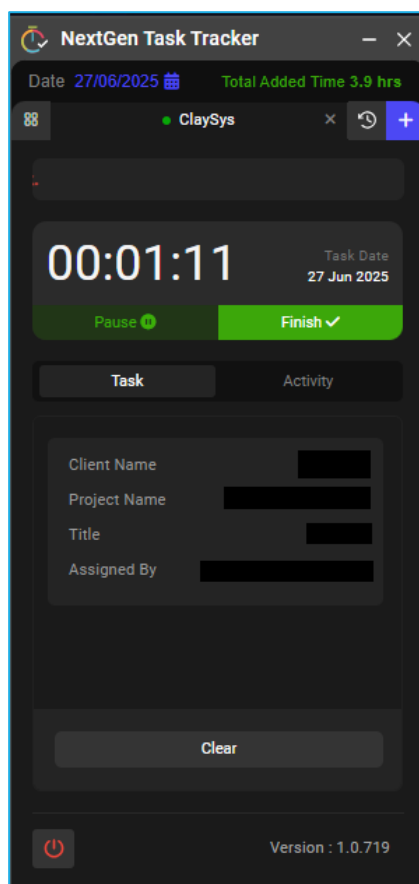 NextGen Task Tracker
Date 27/06/2025 Total Added Time 3.9 hrs
ClaySys
00:01:11
Task Date
27 Jun 2025
Pause Finish
Task Activity
Client Name
Project Name
Title
Assigned By
Clear
Version : 1.0.719